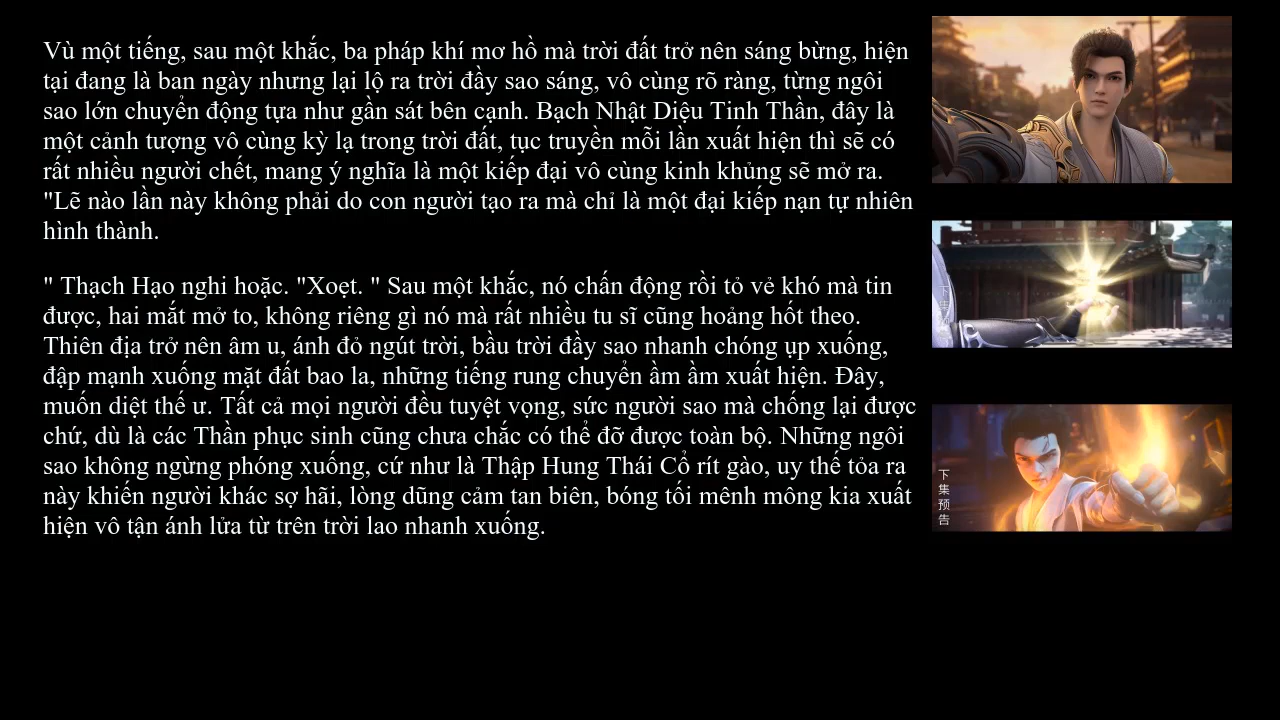 Vù một tiếng, sau một khắc, ba pháp khí mơ hồ mà trời đất trở nên sáng bừng, hiện
tại đang là ban ngày nhưng lại lộ ra trời đầy sao sáng, vô cùng rõ ràng, từng ngôi
sao lớn chuyển động tựa như gần sát bên cạnh. Bạch Nhật Diệu Tinh Thần, đây là
một cảnh tượng vô cùng kỳ lạ trong trời đất, tục truyền mỗi lần xuất hiện thì sẽ có
rất nhiều người chết, mang ý nghĩa là một kiếp đại vô cùng kinh khủng sẽ mở ra.
"Lẽ nào lần này không phải do con người tạo ra mà chỉ là một đại kiếp nạn tự nhiên
hình thành.
" Thạch Hạo nghi hoặc. "Xoẹt. " Sau một khắc, nó chấn động rồi tỏ vẻ khó mà tin
được, hai mắt mở to, không riêng gì nó mà rất nhiều tu sĩ cũng hoảng hốt theo.
Thiên địa trở nên âm u, ánh đỏ ngút trời, bầu trời đầy sao nhanh chóng ụp xuống,
đập mạnh xuống mặt đất bao la, những tiếng rung chuyển ầm ầm xuất hiện. Đây,
muốn diệt thế ư. Tất cả mọi người đều tuyệt vọng, sức người sao mà chống lại được
chứ, dù là các Thần phục sinh cũng chưa chắc có thể đỡ được toàn bộ. Những ngôi
sao không ngừng phóng xuống, cứ như là Thập Hung Thái Cổ rít gào, uy thế tỏa ra
này khiến người khác sợ hãi, lòng dũng cảm tan biên, bóng tối mênh mông kia xuất
hiện vô tận ánh lửa từ trên trời lao nhanh xuống.
下集预告